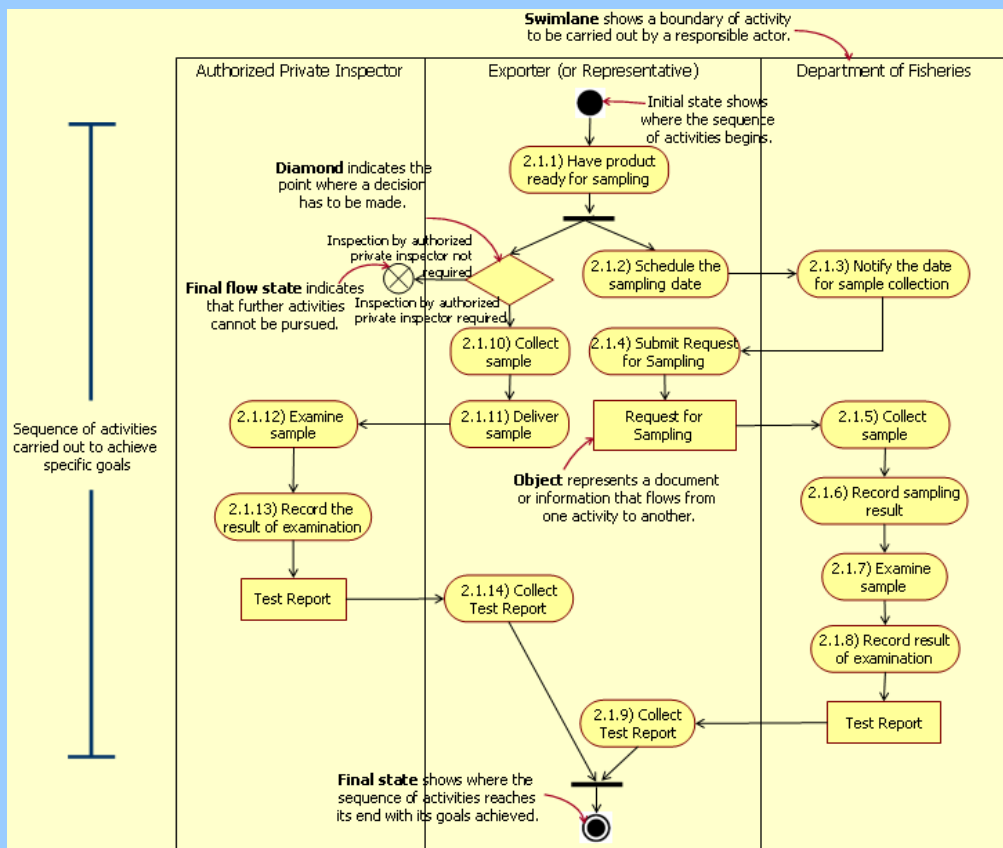 Swimlane shows a boundary of activity
to be carried out by a responsible actor.
Authorized Private Inspector
Exporter (or Representative)
Department of Fisheries
Initial state shows
where the sequence
of activities begins.
2.1.1) Have product
ready for sampling
Diamond indicates the
point where a decision
has to be made.
Inspection by authorized
private inspector not
required
2.1.2) Schedule the
sampling date
2.1.3) Notify the date
for sample collection
Final flow state indicates
that further activities
cannot be pursued.
Inspection by authorized
private inspector required
2.1.10) Collect
sample
2.1.4) Submit Request
for Sampling
Sequence of activities
carried out to achieve
specific goals
2.1.12) Examine
sample
2.1.11) Deliver
sample
Request for
Sampling
2.1.5) Collect
sample
Object represents a document
or information that flows from
one activity to another.
2.1.6) Record sampling
result
2.1.13) Record the
result of examination
2.1.7) Examine
sample
Test Report
2.1.14) Collect
Test Report
2.1.8) Record result
of examination
2.1.9) Collect
Test Report
Test Report
Final state shows where the
sequence of activities reaches
its end with its goals achieved.